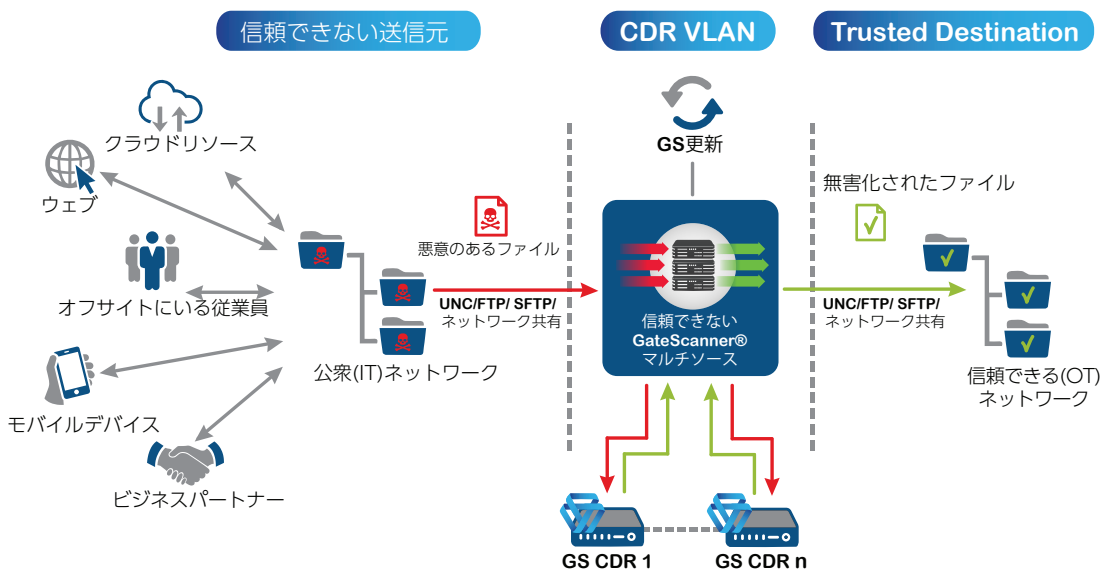 信頼できない送信元
CDR VLAN
Trusted Destination
クラウドリソース
ウェブ
オフサイトにいる従業員
モバイルデバイス
ビジネスパートナー
公衆(IT)ネットワーク
悪意のあるファイル
UNC/FTP/ SFTP/
ネットワーク共有
GS更新
信頼できない
GateScanner®
マルチソース
GS CDR 1
GS CDR n
無害化されたファイル
UNC/FTP/ SFTP/
ネットワーク共有
信頼できる(OT)
ネットワーク